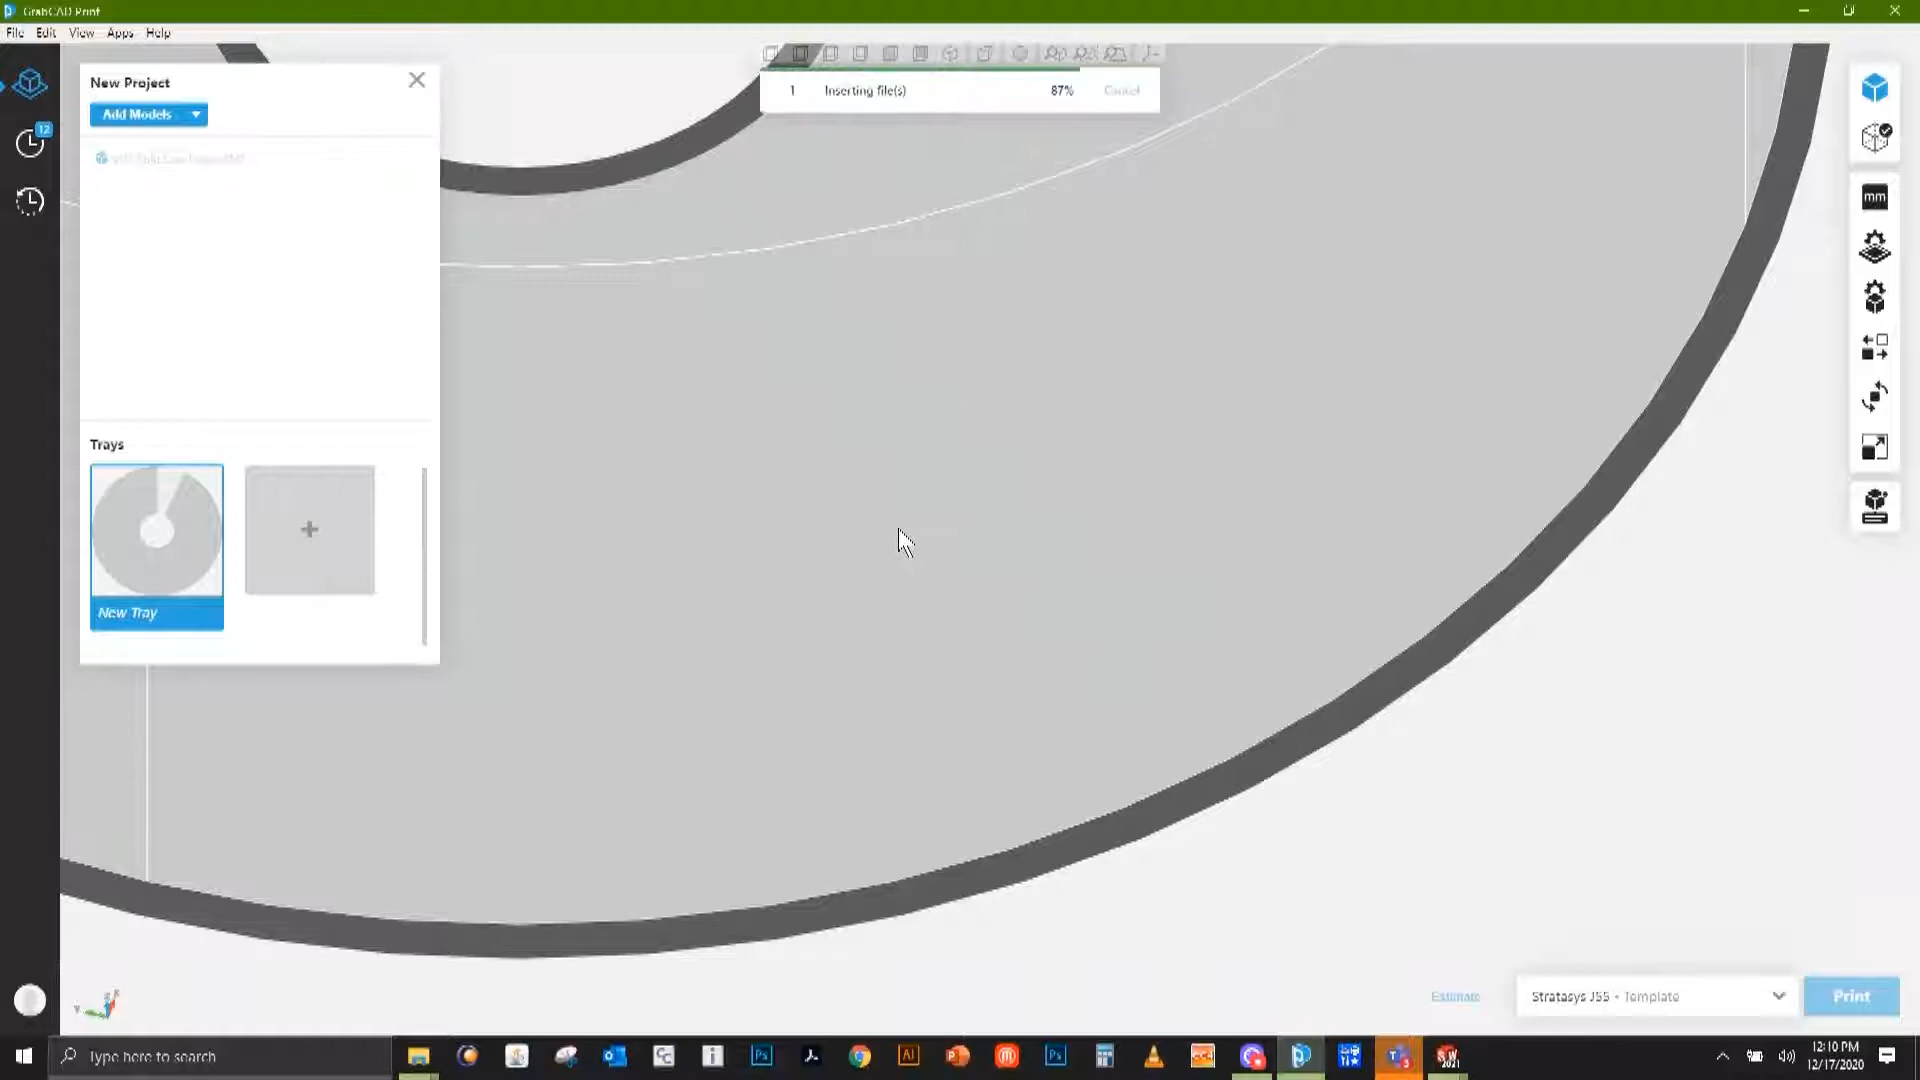 GrabCAD Print
File Edit View Apps Help
New Project
Add Models
1 Inserting file(s) 87% Cancel
12
mm
Trays
+
New Tray
Estimate
Stratasys J55 - Template
Print
Type here to search
12:10 PM
12/17/2020